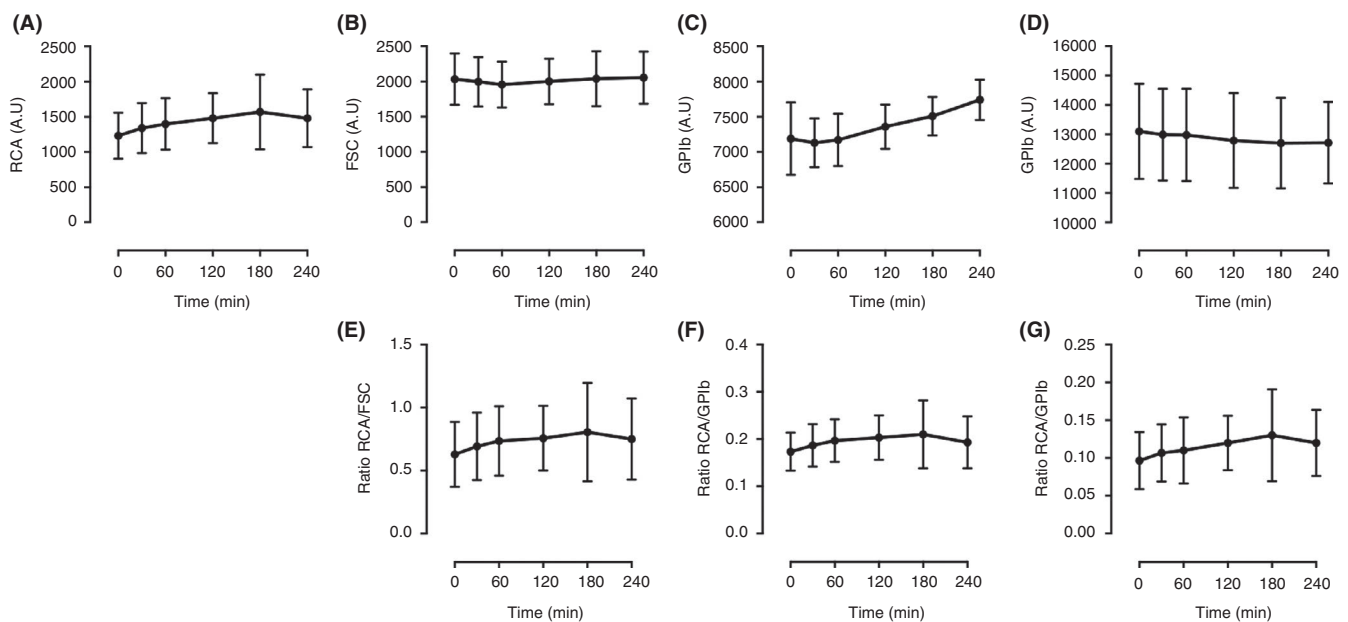 (A)
RCA (A.U)
2500
2000
1500
1000
500
0
0 60 120 180 240
Time (min)
(B)
FSC (A.U)
2500
2000
1500
1000
500
0
0 60 120 180 240
Time (min)
(C)
GPIb (A.U)
8500
8000
7500
7000
6500
6000
0 60 120 180 240
Time (min)
(D)
GPIb (A.U)
16000
15000
14000
13000
12000
11000
10000
0 60 120 180 240
Time (min)
(E)
Ratio RCA/FSC
1.5
1.0
0.5
0.0
0 60 120 180 240
Time (min)
(F)
Ratio RCA/GPIb
0.4
0.3
0.2
0.1
0.0
0 60 120 180 240
Time (min)
(G)
Ratio RCA/GPIb
0.25
0.20
0.15
0.10
0.05
0.00
0 60 120 180 240
Time (min)